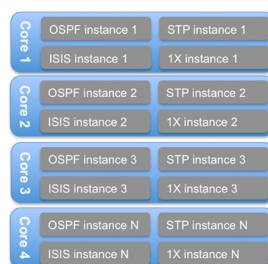 Core 1
OSPF instance 1
STP instance 1
ISIS instance 1
1X instance 1
Core 2
OSPF instance 2
STP instance 2
ISIS instance 2
1X instance 2
Core 3
OSPF instance 3
STP instance 3
ISIS instance 3
1X instance 3
Core 4
OSPF instance N
STP instance N
ISIS instance N
1X instance N